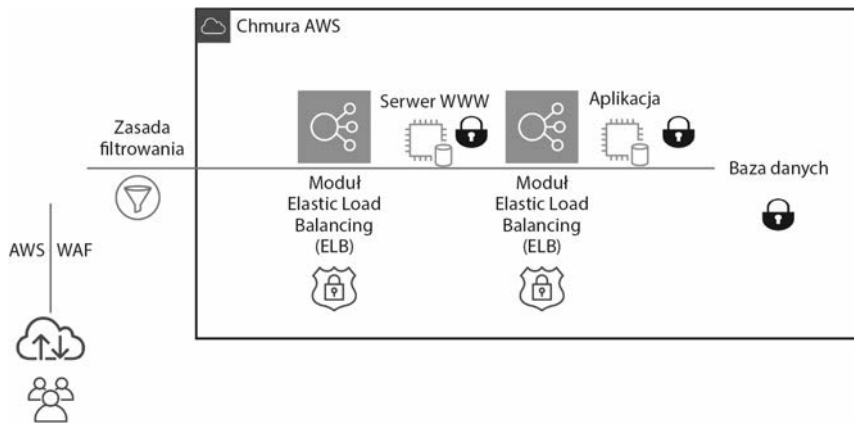 Chmura AWS
Serwer WWW
Aplikacja
Zasada
filtrowania
Baza danych
Moduł
Elastic Load
Balancing
(ELB)
Moduł
Elastic Load
Balancing
(ELB)
AWS WAF